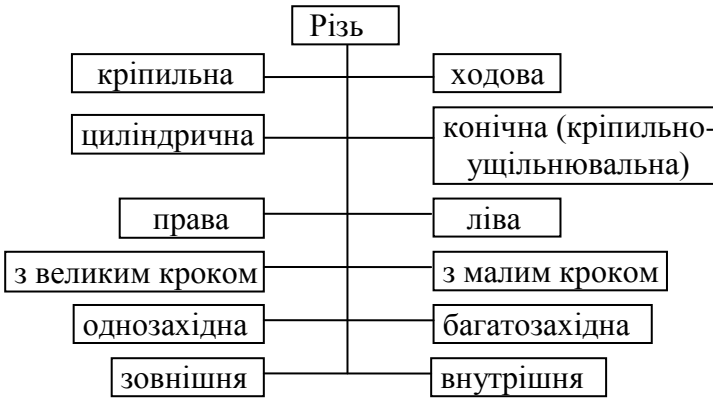 Різь
кріпильна
ходова
циліндрична
конічна (кріпильно-
ущільнювальна)
права
ліва
з великим кроком
з малим кроком
однозахідна
багатозахідна
зовнішня
внутрішня